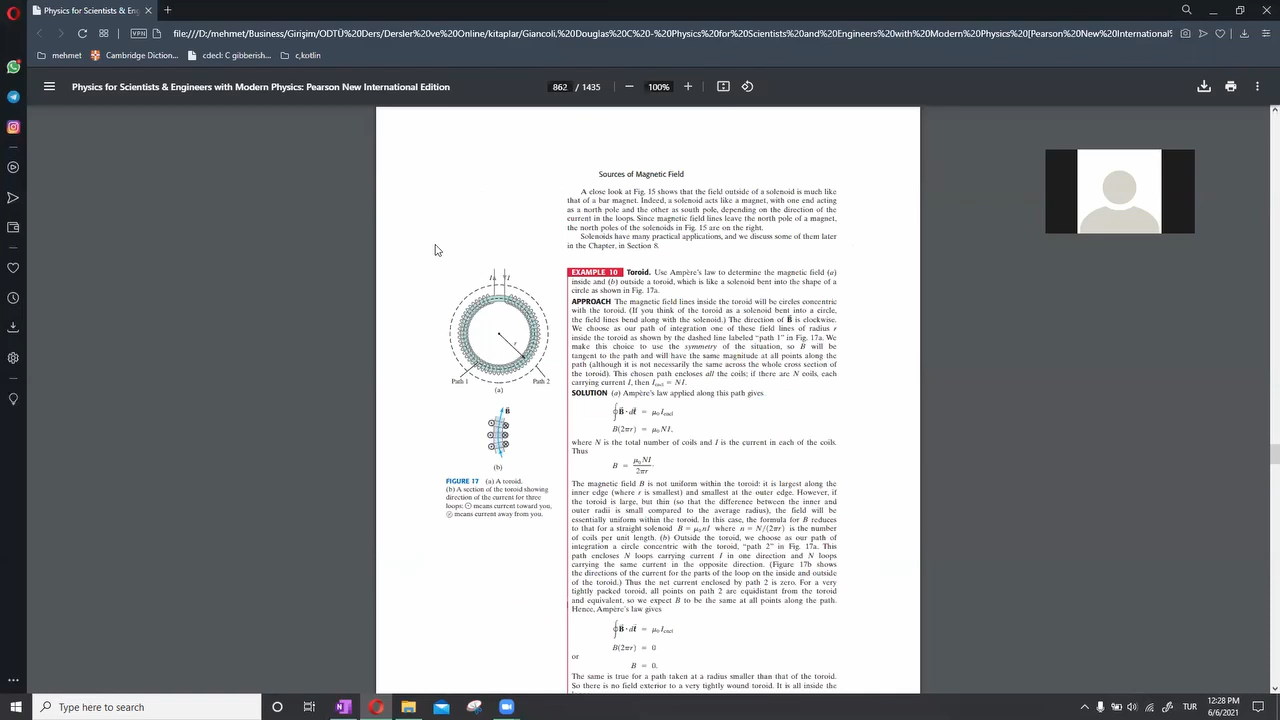 Physics for Scientists & Eng
VPN
file:///D:/mehmet/Business/Girişim/ODTÜ%20Ders/Dersler%20ve%20Önceki/kitaplar/Giancoli,%20Douglas%20
mehmet
Cambridge Diction...
cdecl: C gibberish...
c,kotlin
Physics for Scientists & Engineers with Modern Physics: Pearson New International Edition
862 / 1435
100%
Sources of Magnetic Field
A close look at Fig. 15 shows that the field outside of a solenoid is much like
that of a bar magnet. Indeed, a solenoid acts like a magnet, with one end acting
as a north pole and the other as south pole, depending on the direction of the
current in the loops. Since magnetic field lines leave the north pole of a magnet,
the north poles of the solenoids in Fig. 15 are on the right.
Solenoids have many practical applications, and we discuss some of them later
in the Chapter, in Section 8.
EXAMPLE 10 Toroid. Use Ampère's law to determine the magnetic field (a)
inside and (b) outside a toroid, which is like a solenoid bent into the shape of a
circle as shown in Fig. 17a.
APPROACH The magnetic field lines inside the toroid will be circles concentric
with the toroid. (If you think of the toroid as a solenoid bent into a circle,
the field lines bend along with the solenoid.) The direction of B⃗ is clockwise.
We choose as our path of integration one of these field lines of radius r
inside the toroid as shown by the dashed line labeled "path 1" in Fig. 17a. We
make this choice to use the symmetry of the situation, so B will be
tangent to the path and will have the same magnitude at all points along the
path (although it is not necessarily the same across the whole cross section of
the toroid). This chosen path encloses all the coils; if there are N coils, each
carrying current I, then I_encl = NI.
SOLUTION (a) Ampère's law applied along this path gives
∮B⃗ · dℓ⃗ = μ₀I_encl
B(2πr) = μ₀NI,
where N is the total number of coils and I is the current in each of the coils.
Thus
B = μ₀NI / 2πr.
The magnetic field B is not uniform within the toroid: it is largest along the
inner edge (where r is smallest) and smallest at the outer edge. However, if
the toroid is large, but thin (so that the difference between the inner and
outer radii is small compared to the average radius), the field will be
essentially uniform within the toroid. In this case, the formula for B reduces
to that for a straight solenoid B = μ₀nI where n = N/(2πr) is the number
of coils per unit length. (b) Outside the toroid, we choose as our path of
integration a circle concentric with the toroid, "path 2" in Fig. 17a. This
path encloses N loops carrying current I in one direction and N loops
carrying the same current in the opposite direction. (Figure 17b shows
the directions of the current for the parts of the loop on the inside and outside
of the toroid.) Thus the net current enclosed by path 2 is zero. For a very
tightly packed toroid, all points on path 2 are equidistant from the toroid
and equivalent, so we expect B to be the same at all points along the path.
Hence, Ampère's law gives
∮B⃗ · dℓ⃗ = μ₀I_encl
B(2πr) = 0
or
B = 0.
The same is true for a path taken at a radius smaller than that of the toroid.
So there is no field exterior to a very tightly wound toroid. It is all inside the
I I
r
Path 1 Path 2
(a)
B⃗
(b)
FIGURE 17 (a) A toroid.
(b) A section of the toroid showing
direction of the current for three
loops: ⊙ means current toward you,
⊗ means current away from you.
Type here to search
TUR
12:28 PM
6/6/2021